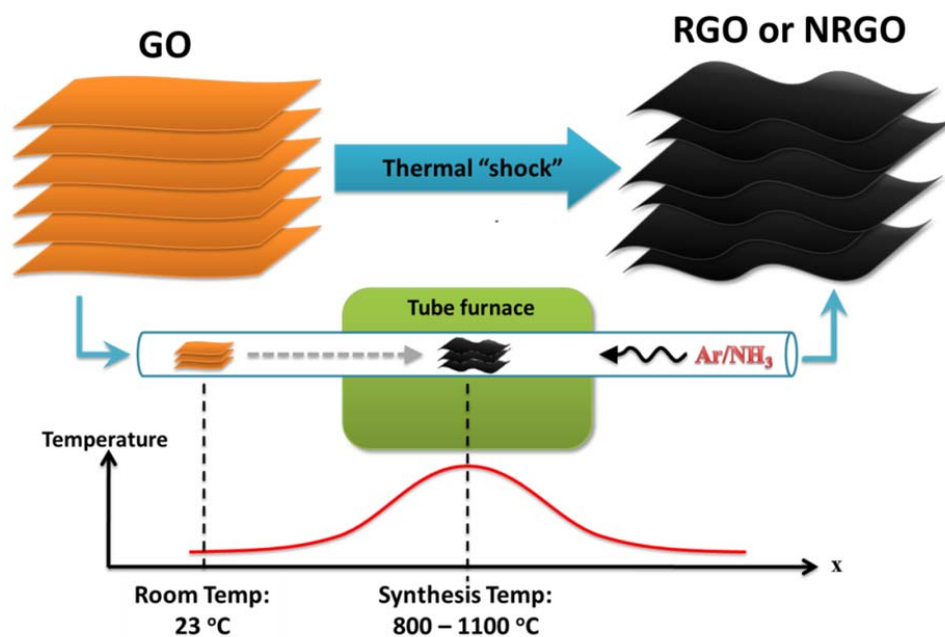 GO
RGO or NRGO
Thermal “shock”
Tube furnace
Ar/NH₃
Temperature
x
Room Temp:
23 °C
Synthesis Temp:
800 – 1100 °C